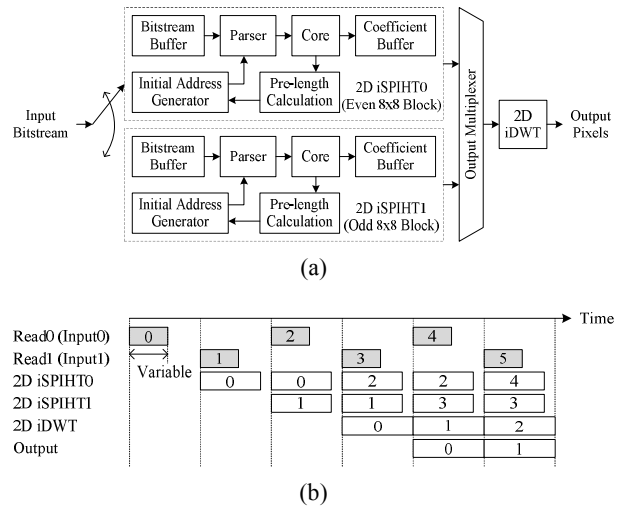 Bitstream
Buffer
Parser
Core
Coefficient
Buffer
Initial Address
Generator
Pre-length
Calculation
2D iSPIHT0
(Even 8x8 Block)
Input
Bitstream
Bitstream
Buffer
Parser
Core
Coefficient
Buffer
Initial Address
Generator
Pre-length
Calculation
2D iSPIHT1
(Odd 8x8 Block)
Output Multiplexer
2D
iDWT
Output
Pixels
(a)
Time
Read0 (Input0) 0 2 4
Read1 (Input1) 1 3 5
Variable
2D iSPIHT0 0 0 2 2 4
2D iSPIHT1 1 1 3 3
2D iDWT 0 1 2
Output 0 1
(b)